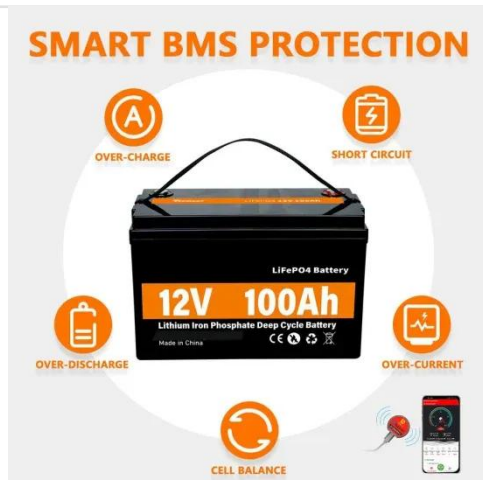 SMART BMS PROTECTION
OVER-CHARGE
SHORT CIRCUIT
LiFePO4 Battery
12V 100Ah
Lithium Iron Phosphate Deep Cycle Battery
Made in China
CE
OVER-DISCHARGE
OVER-CURRENT
CELL BALANCE